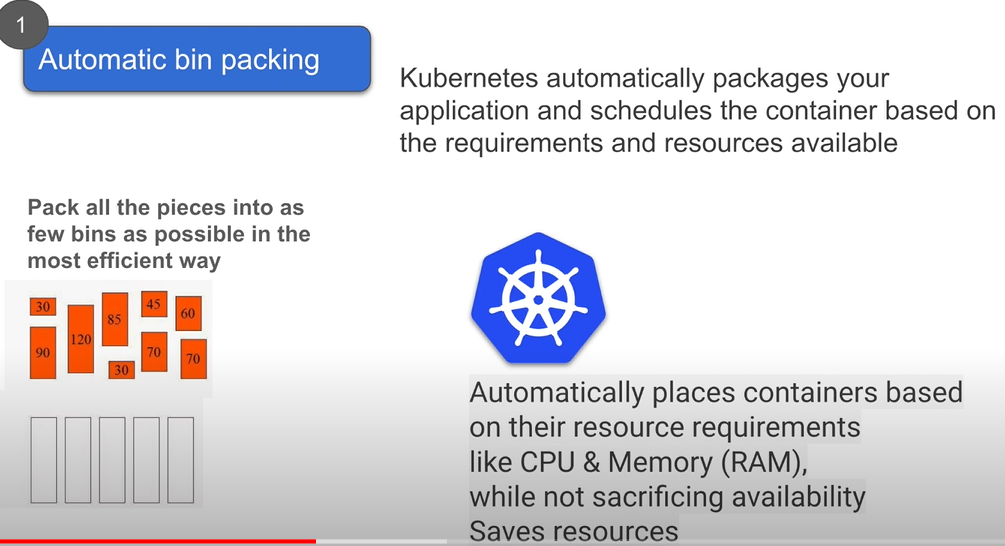 1
Automatic bin packing
Kubernetes automatically packages your
application and schedules the container based on
the requirements and resources available
Pack all the pieces into as
few bins as possible in the
most efficient way
30
90
120
85
30
45
70
60
70
Automatically places containers based
on their resource requirements
like CPU & Memory (RAM),
while not sacrificing availability
Saves resources